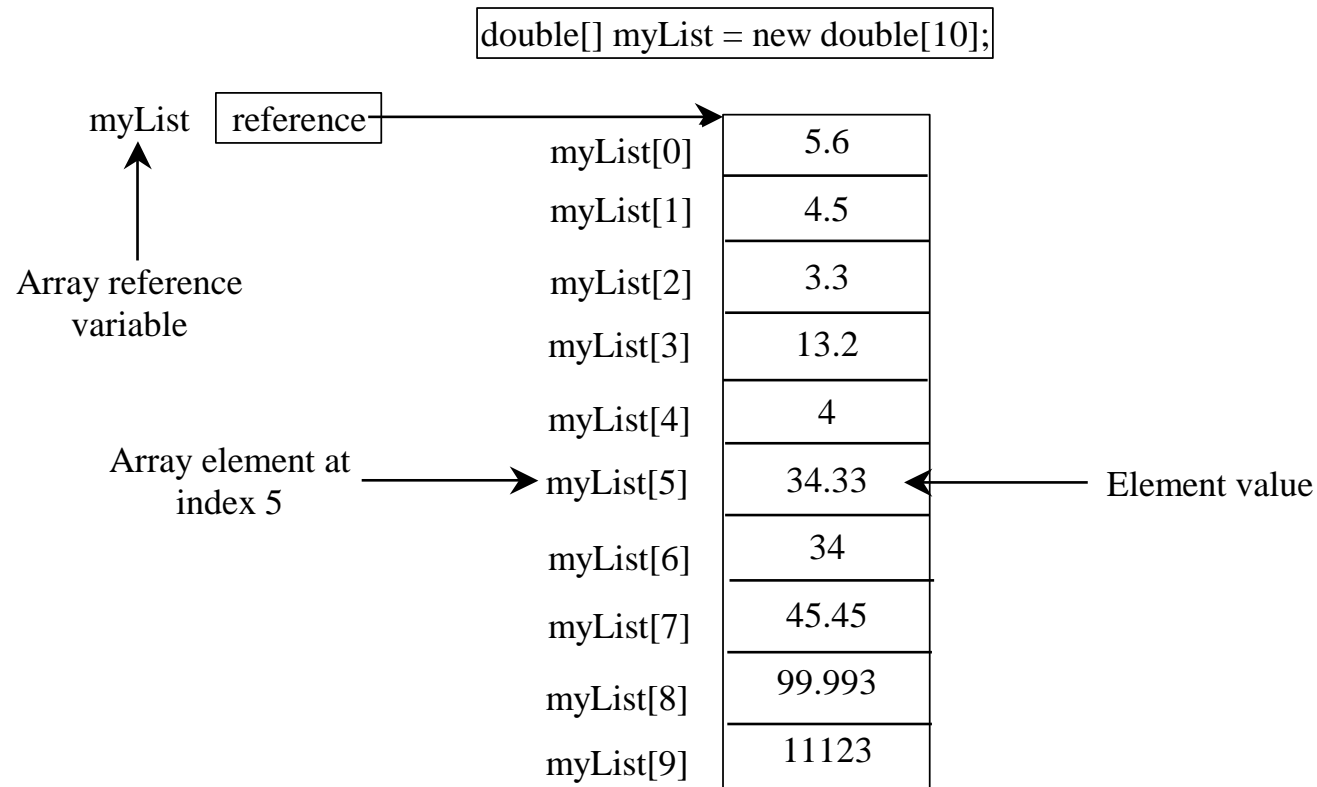 double[] myList = new double[10];
myList reference
myList[0] 5.6
myList[1] 4.5
Array reference
variable
myList[2] 3.3
myList[3] 13.2
myList[4] 4
Array element at
index 5
myList[5] 34.33
Element value
myList[6] 34
myList[7] 45.45
myList[8] 99.993
myList[9] 11123